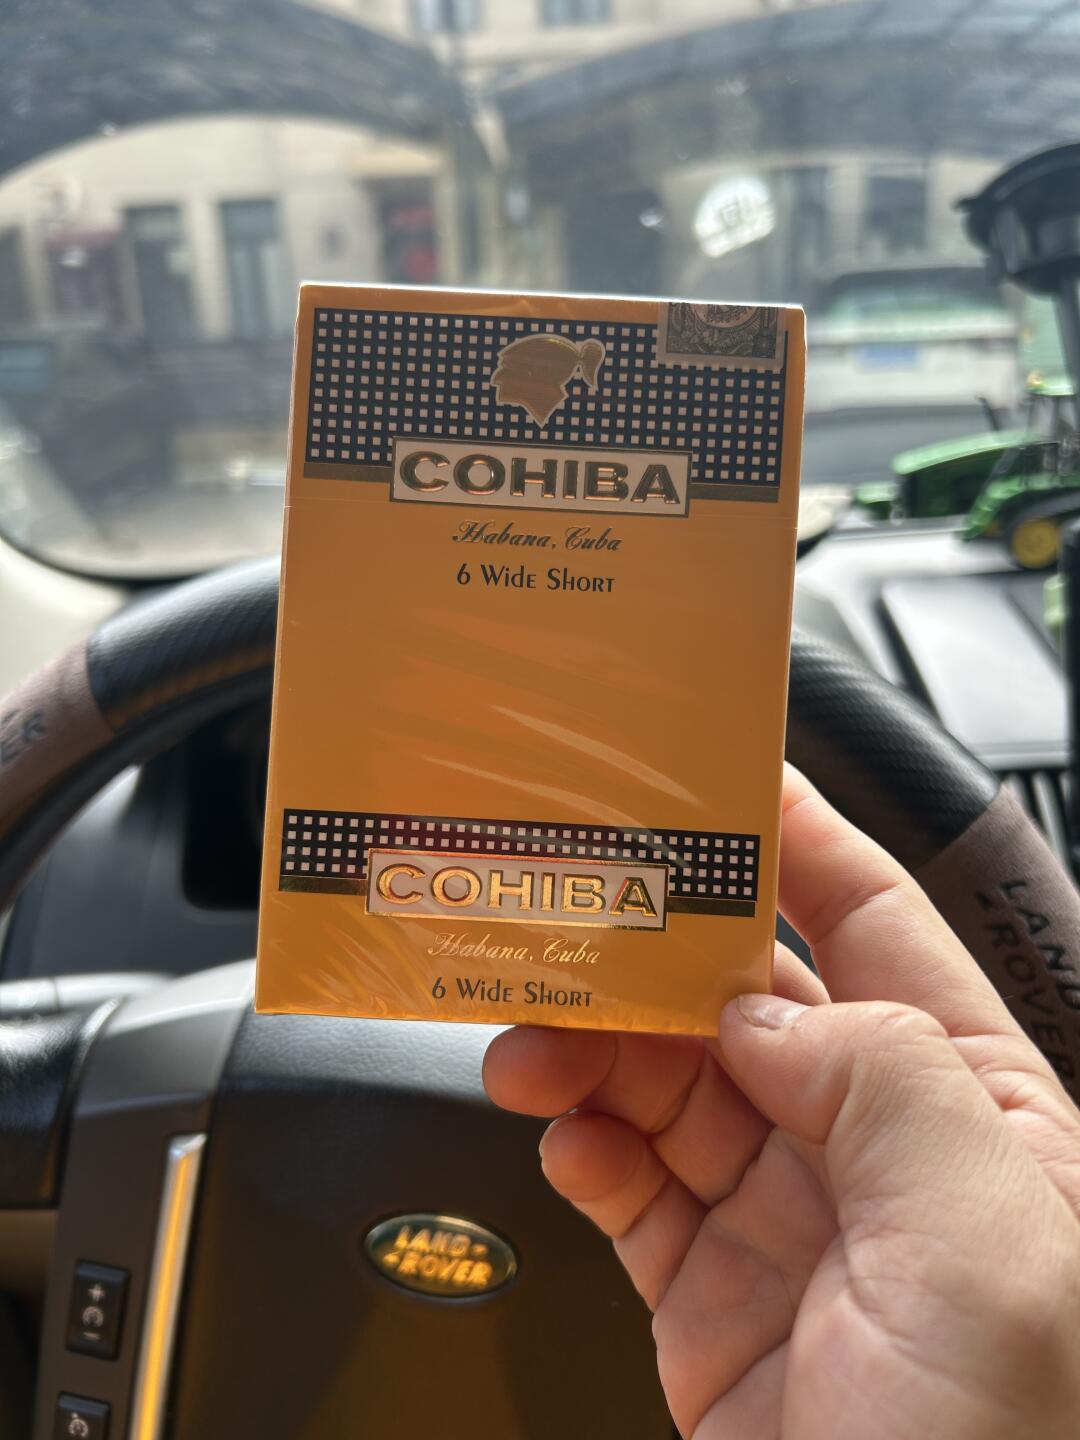 COHIBA
Habana, Cuba
6 Wide Short
COHIBA
Habana, Cuba
6 Wide Short
LAND
ROVER
LAND-
ROVER